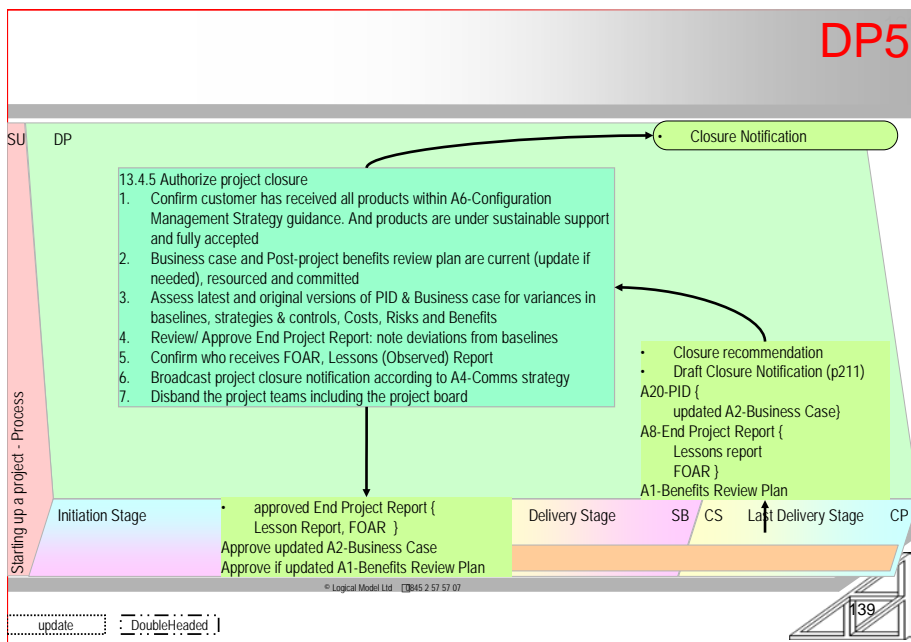 DP5
SU
DP
• Closure Notification
13.4.5 Authorize project closure
1. Confirm customer has received all products within A6-Configuration
Management Strategy guidance. And products are under sustainable support
and fully accepted
2. Business case and Post-project benefits review plan are current (update if
needed), resourced and committed
3. Assess latest and original versions of PID & Business case for variances in
baselines, strategies & controls, Costs, Risks and Benefits
4. Review/ Approve End Project Report: note deviations from baselines
5. Confirm who receives FOAR, Lessons (Observed) Report
6. Broadcast project closure notification according to A4-Comms strategy
7. Disband the project teams including the project board
• Closure recommendation
• Draft Closure Notification (p211)
A20-PID {
updated A2-Business Case}
A8-End Project Report {
Lessons report
FOAR }
A1-Benefits Review Plan
Starting up a project - Process
Initiation Stage
• approved End Project Report {
Lesson Report, FOAR }
Approve updated A2-Business Case
Approve if updated A1-Benefits Review Plan
Delivery Stage
SB
CS
Last Delivery Stage
CP
© Logical Model Ltd 0845 2 57 57 07
139
update
DoubleHeaded